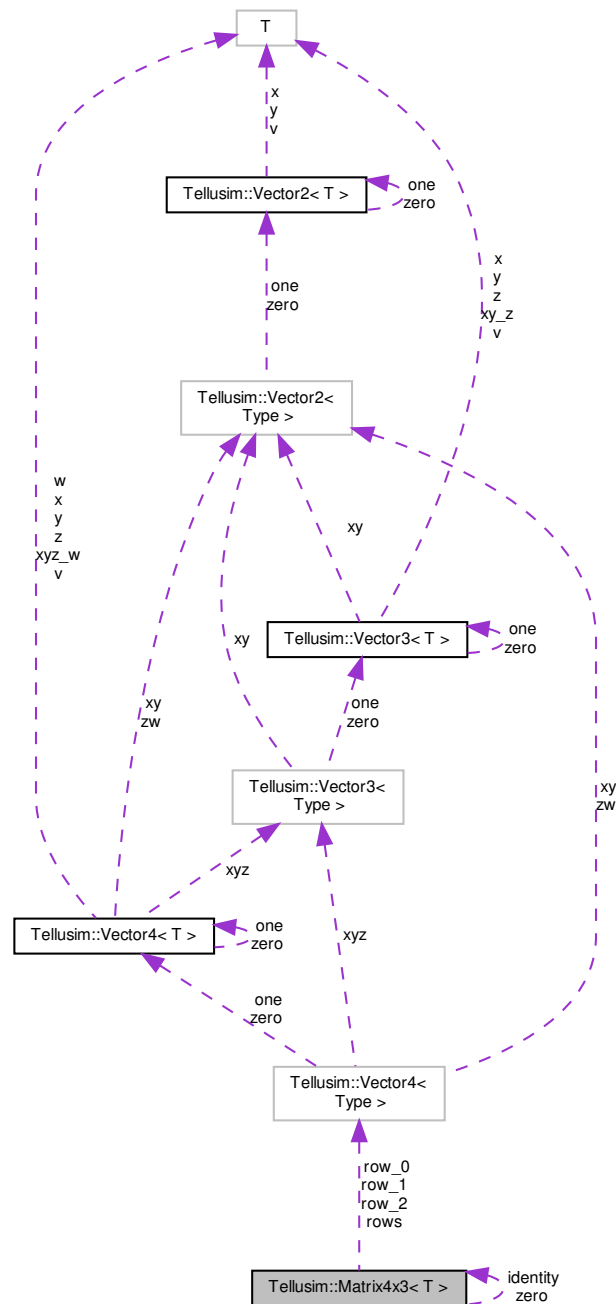 T
x
y
v
Tellusim::Vector2< T >
one
zero
one
zero
x
y
z
xy_z
v
Tellusim::Vector2<
Type >
w
x
y
z
xyz_w
v
xy
Tellusim::Vector3< T >
one
zero
xy
xy
zw
one
zero
Tellusim::Vector3<
Type >
xy
zw
xyz
Tellusim::Vector4< T >
one
zero
xyz
one
zero
Tellusim::Vector4<
Type >
row_0
row_1
row_2
rows
Tellusim::Matrix4x3< T >
identity
zero